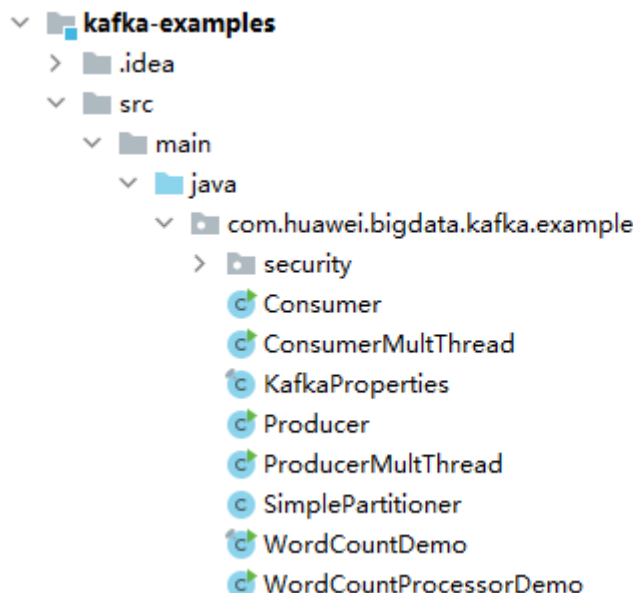 kafka-examples
.idea
src
main
java
com.huawei.bigdata.kafka.example
security
Consumer
ConsumerMultThread
KafkaProperties
Producer
ProducerMultThread
SimplePartitioner
WordCountDemo
WordCountProcessorDemo